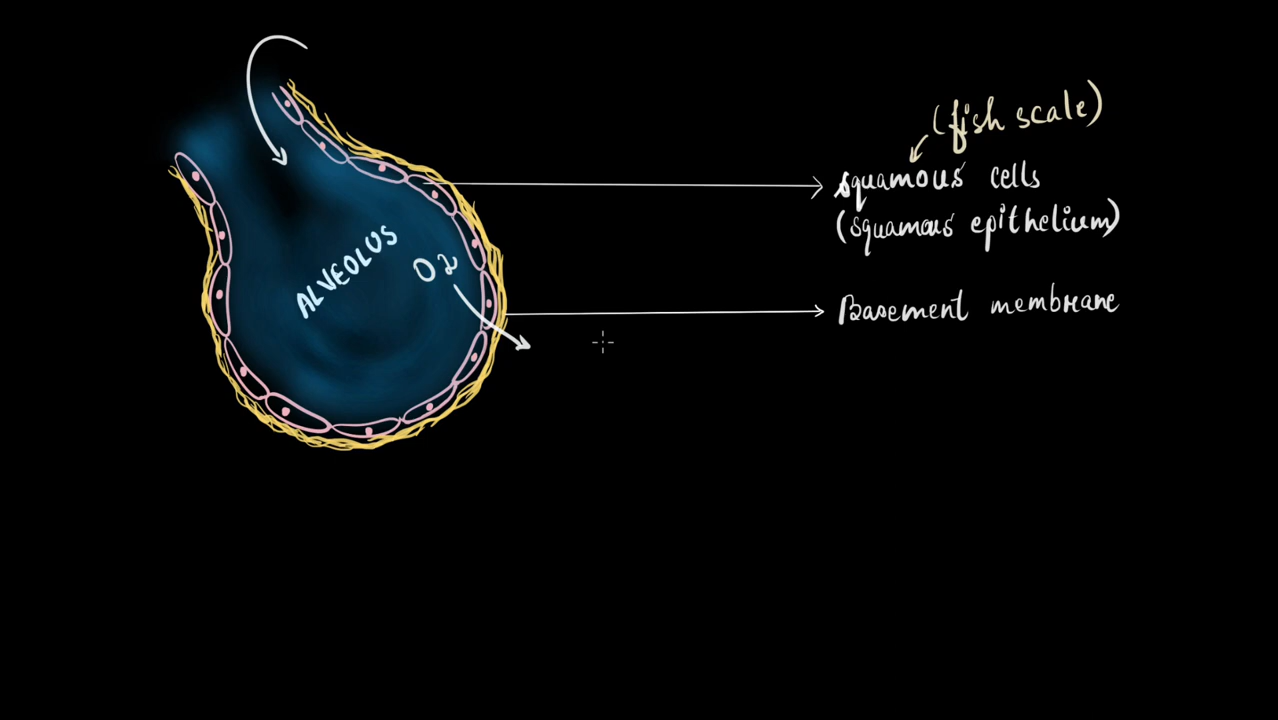 (fish scale)
squamous cells
(squamous epithelium)
ALVEOLUS
O2
Basement membrane